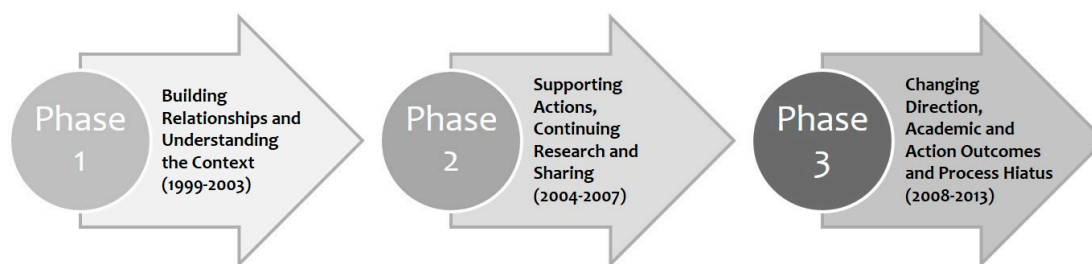 Phase
1
Building
Relationships and
Understanding
the Context
(1999-2003)
Phase
2
Supporting
Actions,
Continuing
Research and
Sharing
(2004-2007)
Phase
3
Changing
Direction,
Academic and
Action Outcomes
and Process Hiatus
(2008-2013)